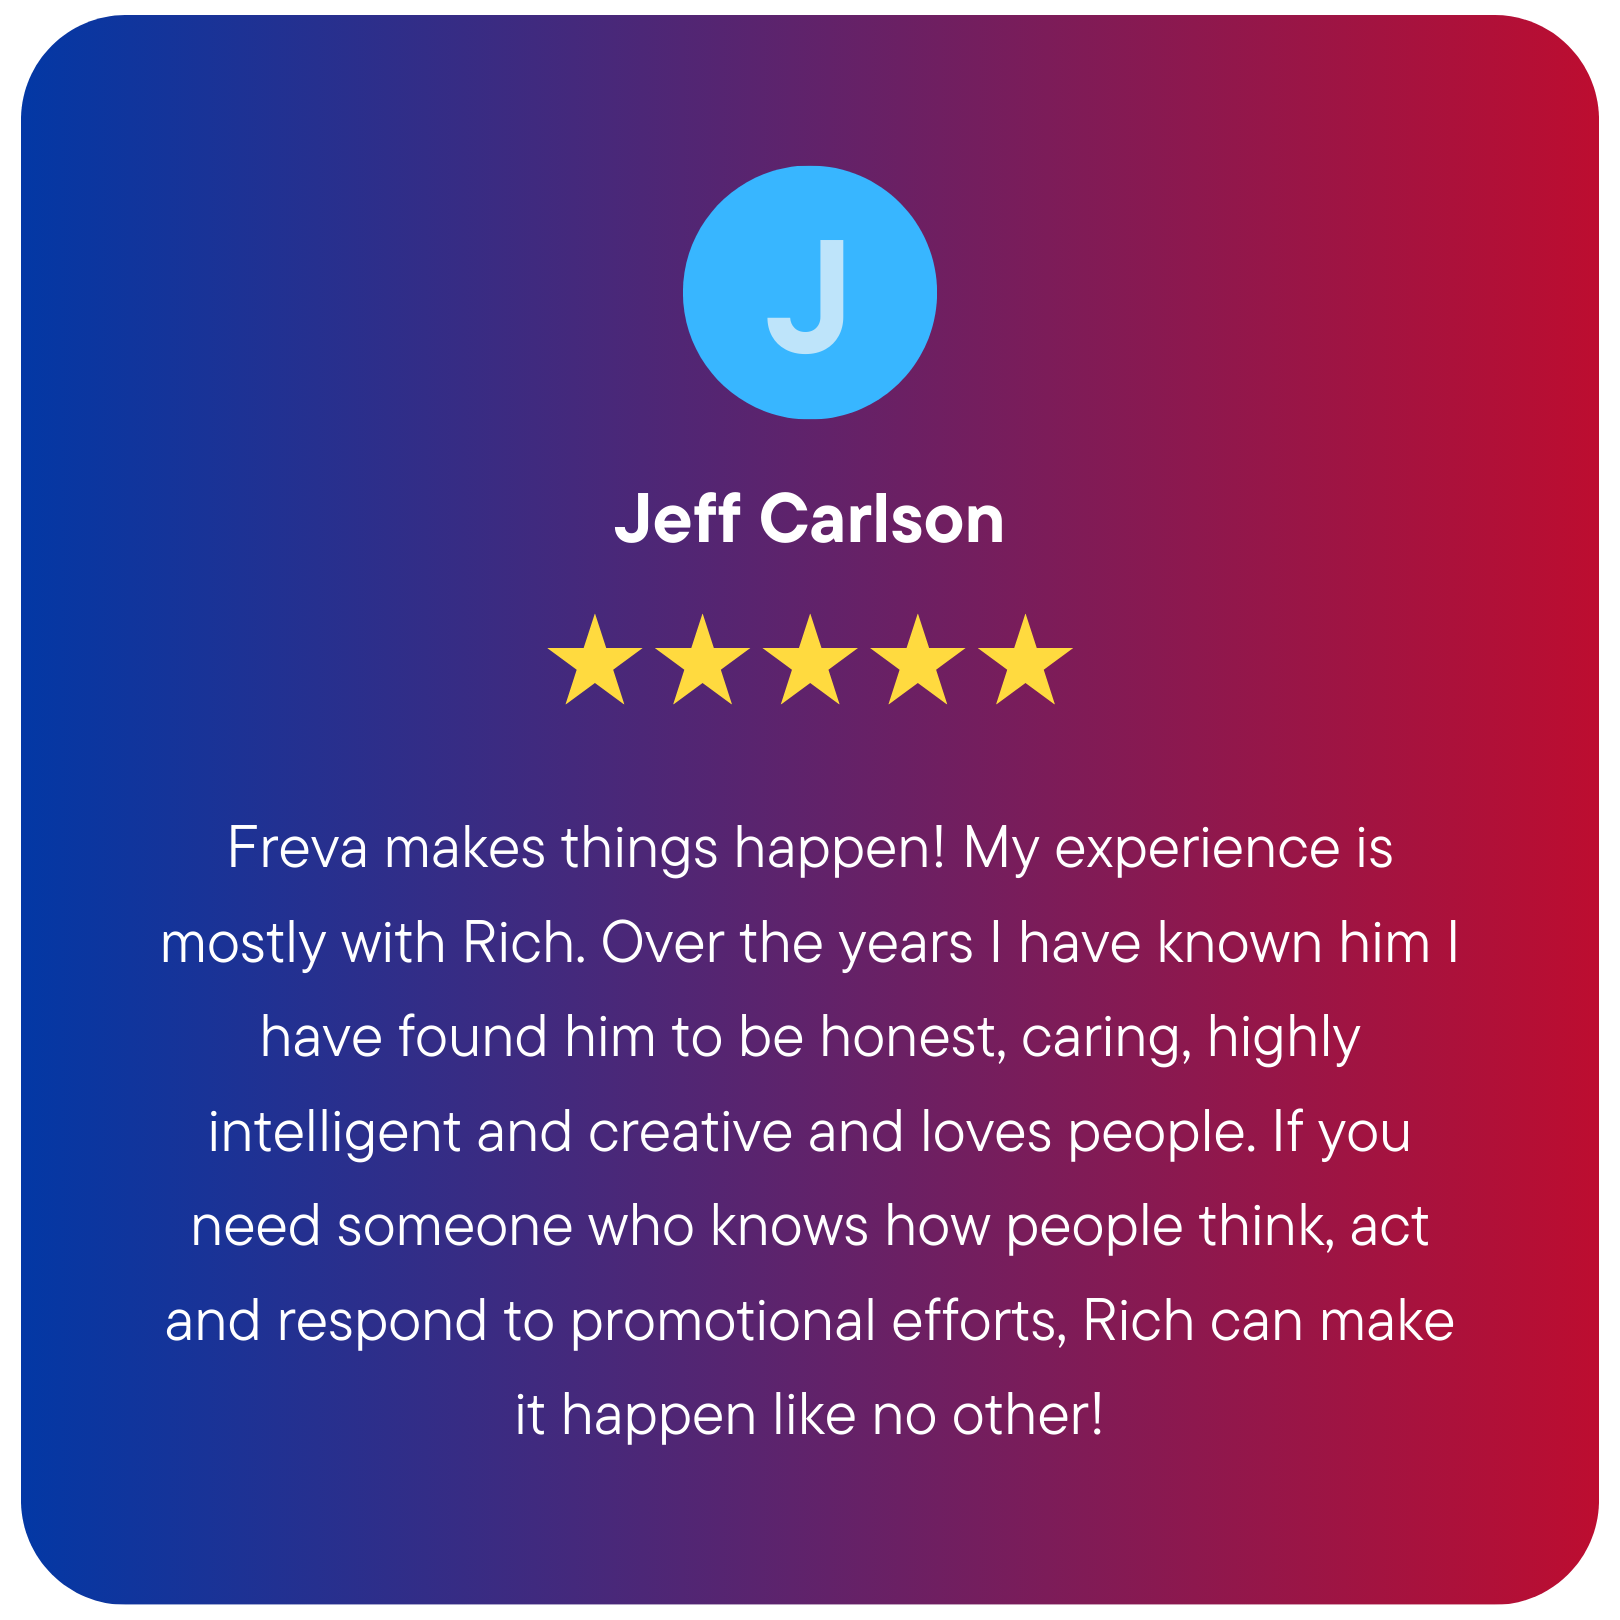 J
Jeff Carlson
Freva makes things happen! My experience is
mostly with Rich. Over the years I have known him I
have found him to be honest, caring, highly
intelligent and creative and loves people. If you
need someone who knows how people think, act
and respond to promotional efforts, Rich can make
it happen like no other!